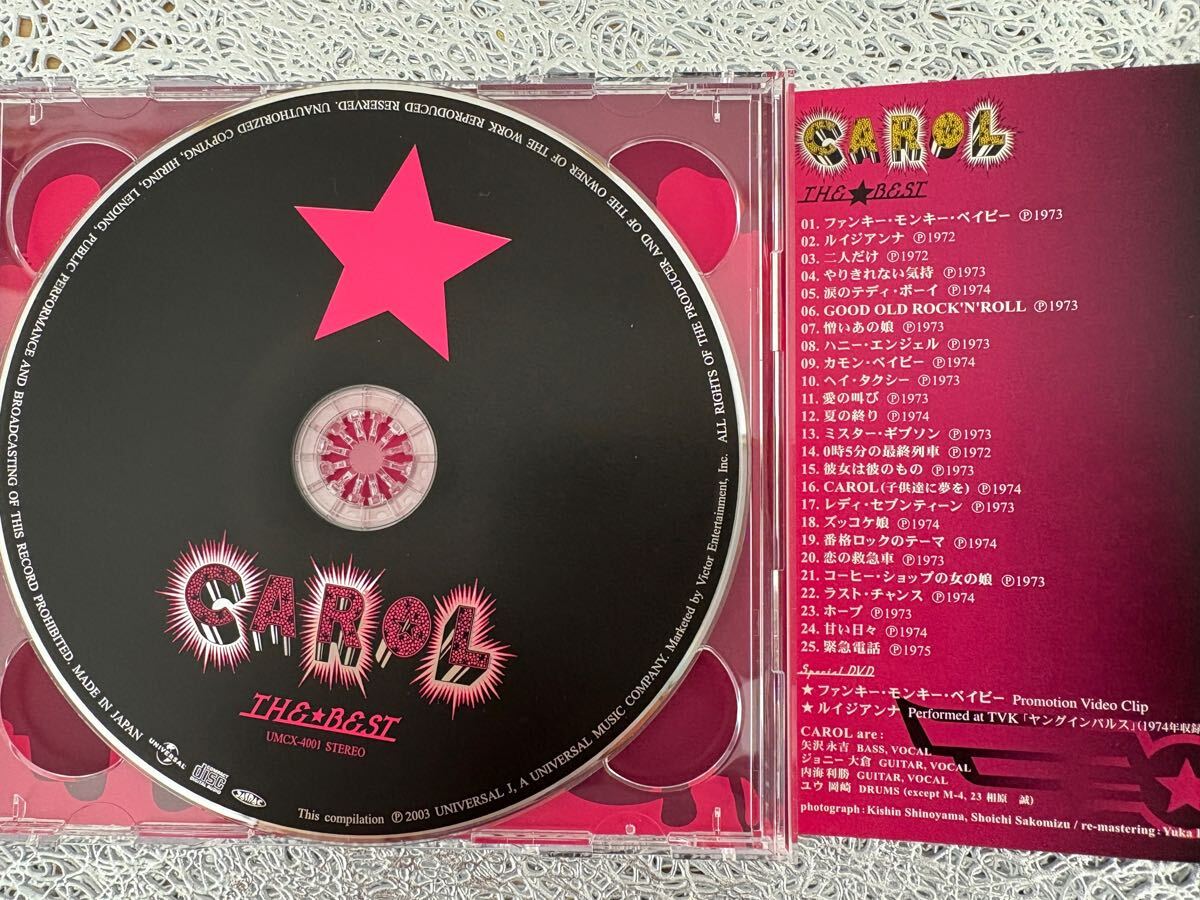 ALL RIGHTS OF THE PRODUCER AND OF THE OWNER OF THE WORK REPRODUCED RESERVED. UNAUTHORIZED COPYING, HIRING, LENDING, PUBLIC PERFORMANCE AND BROADCASTING OF THIS RECORD PROHIBITED. MADE IN JAPAN
CAROL
THE★BEST
UMCX-4001 STEREO
UNIVERSAL
COMPACT
disc
DIGITAL AUDIO
This compilation ℗ 2003 UNIVERSAL J, A UNIVERSAL MUSIC COMPANY. Marketed by Victor Entertainment, Inc.
CAROL
THE★BEST
01. ファンキー・モンキー・ベイビー ℗1973
02. ルイジアンナ ℗1972
03. 二人だけ ℗1972
04. やりきれない気持 ℗1973
05. 涙のテディ・ボーイ ℗1974
06. GOOD OLD ROCK'N'ROLL ℗1973
07. 憎いあの娘 ℗1973
08. ハニー・エンジェル ℗1973
09. カモン・ベイビー ℗1974
10. ヘイ・タクシー ℗1973
11. 愛の叫び ℗1973
12. 夏の終り ℗1974
13. ミスター・ギブソン ℗1973
14. 0時5分の最終列車 ℗1972
15. 彼女は彼のもの ℗1973
16. CAROL(子供達に夢を) ℗1974
17. レディ・セブンティーン ℗1973
18. ズッコケ娘 ℗1974
19. 番格ロックのテーマ ℗1974
20. 恋の救急車 ℗1973
21. コーヒー・ショップの女の娘 ℗1973
22. ラスト・チャンス ℗1974
23. ホープ ℗1973
24. 甘い日々 ℗1974
25. 緊急電話 ℗1975
Special DVD
★ ファンキー・モンキー・ベイビー Promotion Video Clip
★ ルイジアンナ Performed at TVK「ヤングインパルス」(1974年収録
CAROL are :
矢沢 永吉 BASS, VOCAL
ジョニー 大倉 GUITAR, VOCAL
内海 利勝 GUITAR, VOCAL
ユウ 岡崎 DRUMS (except M-4, 23 相原 誠)
photograph : Kishin Shinoyama, Shoichi Sakomizu / re-mastering : Yuka